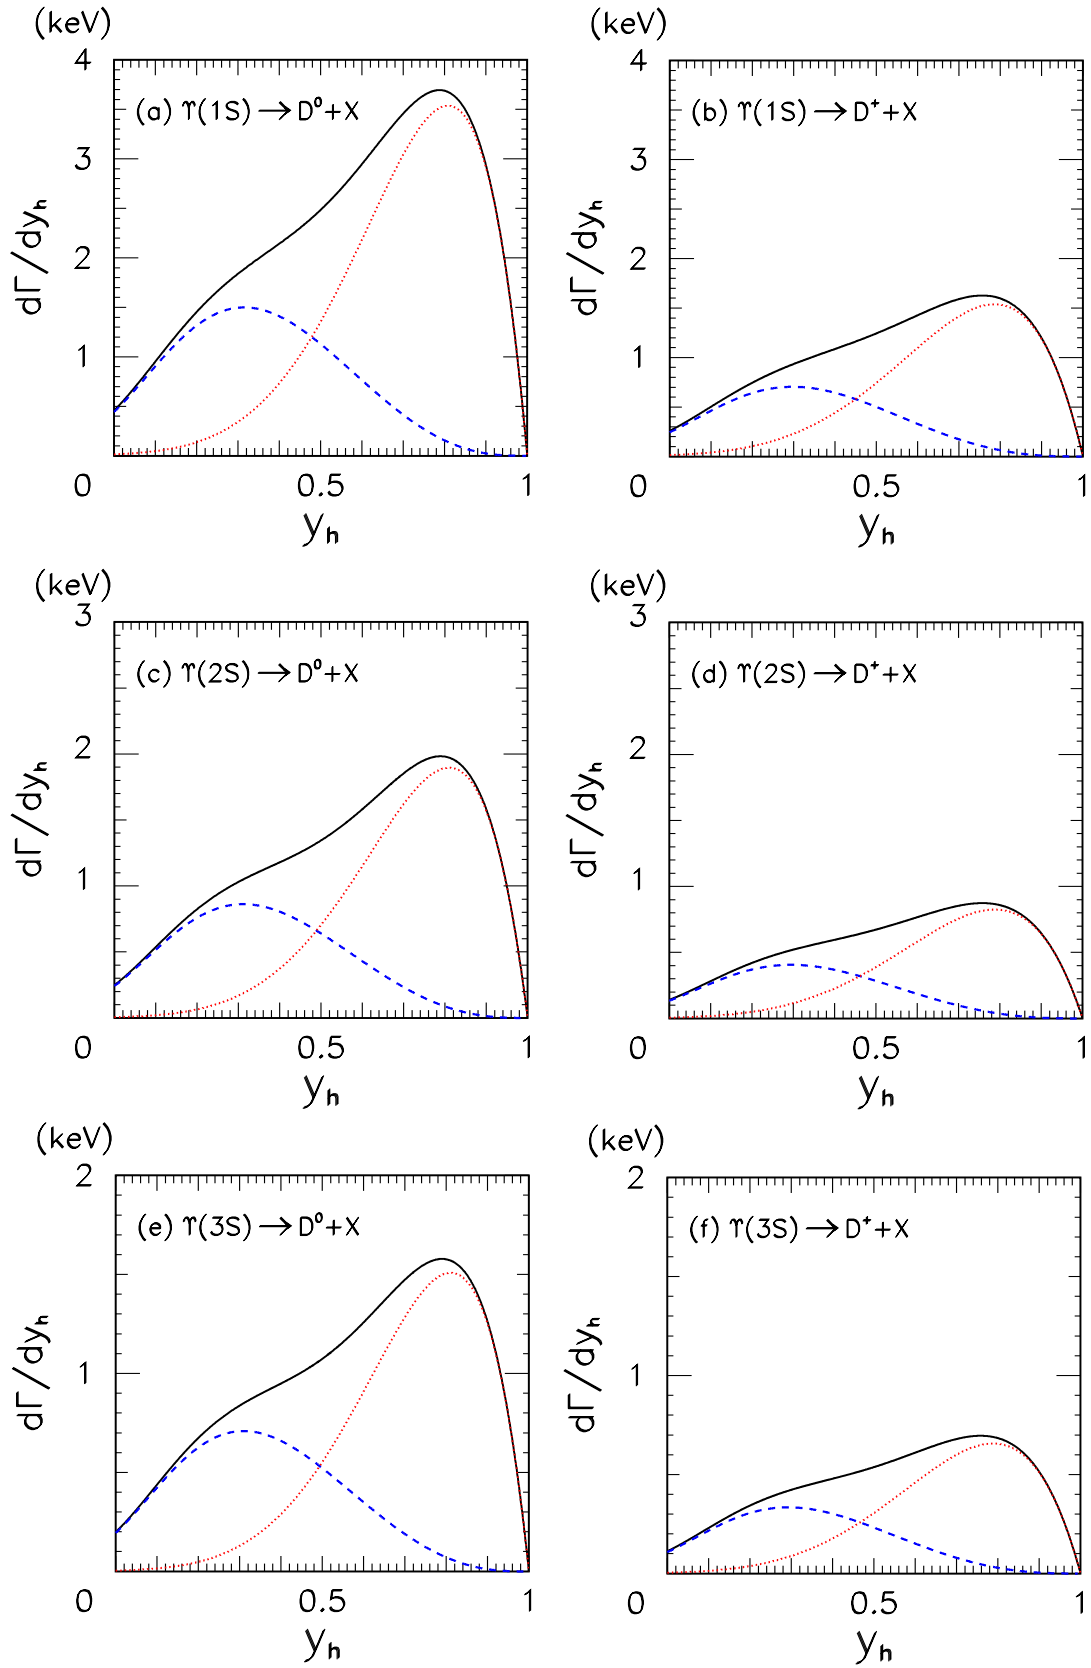 (keV)
4
3
2
1
0
0.5
1
dΓ/dyₕ
yₕ
(a) ϒ(1S) → D⁰+X
(keV)
4
3
2
1
0
0.5
1
dΓ/dyₕ
yₕ
(b) ϒ(1S) → D⁺+X
(keV)
3
2
1
0
0.5
1
dΓ/dyₕ
yₕ
(c) ϒ(2S) → D⁰+X
(keV)
3
2
1
0
0.5
1
dΓ/dyₕ
yₕ
(d) ϒ(2S) → D⁺+X
(keV)
2
1
0
0.5
1
dΓ/dyₕ
yₕ
(e) ϒ(3S) → D⁰+X
(keV)
2
1
0
0.5
1
dΓ/dyₕ
yₕ
(f) ϒ(3S) → D⁺+X